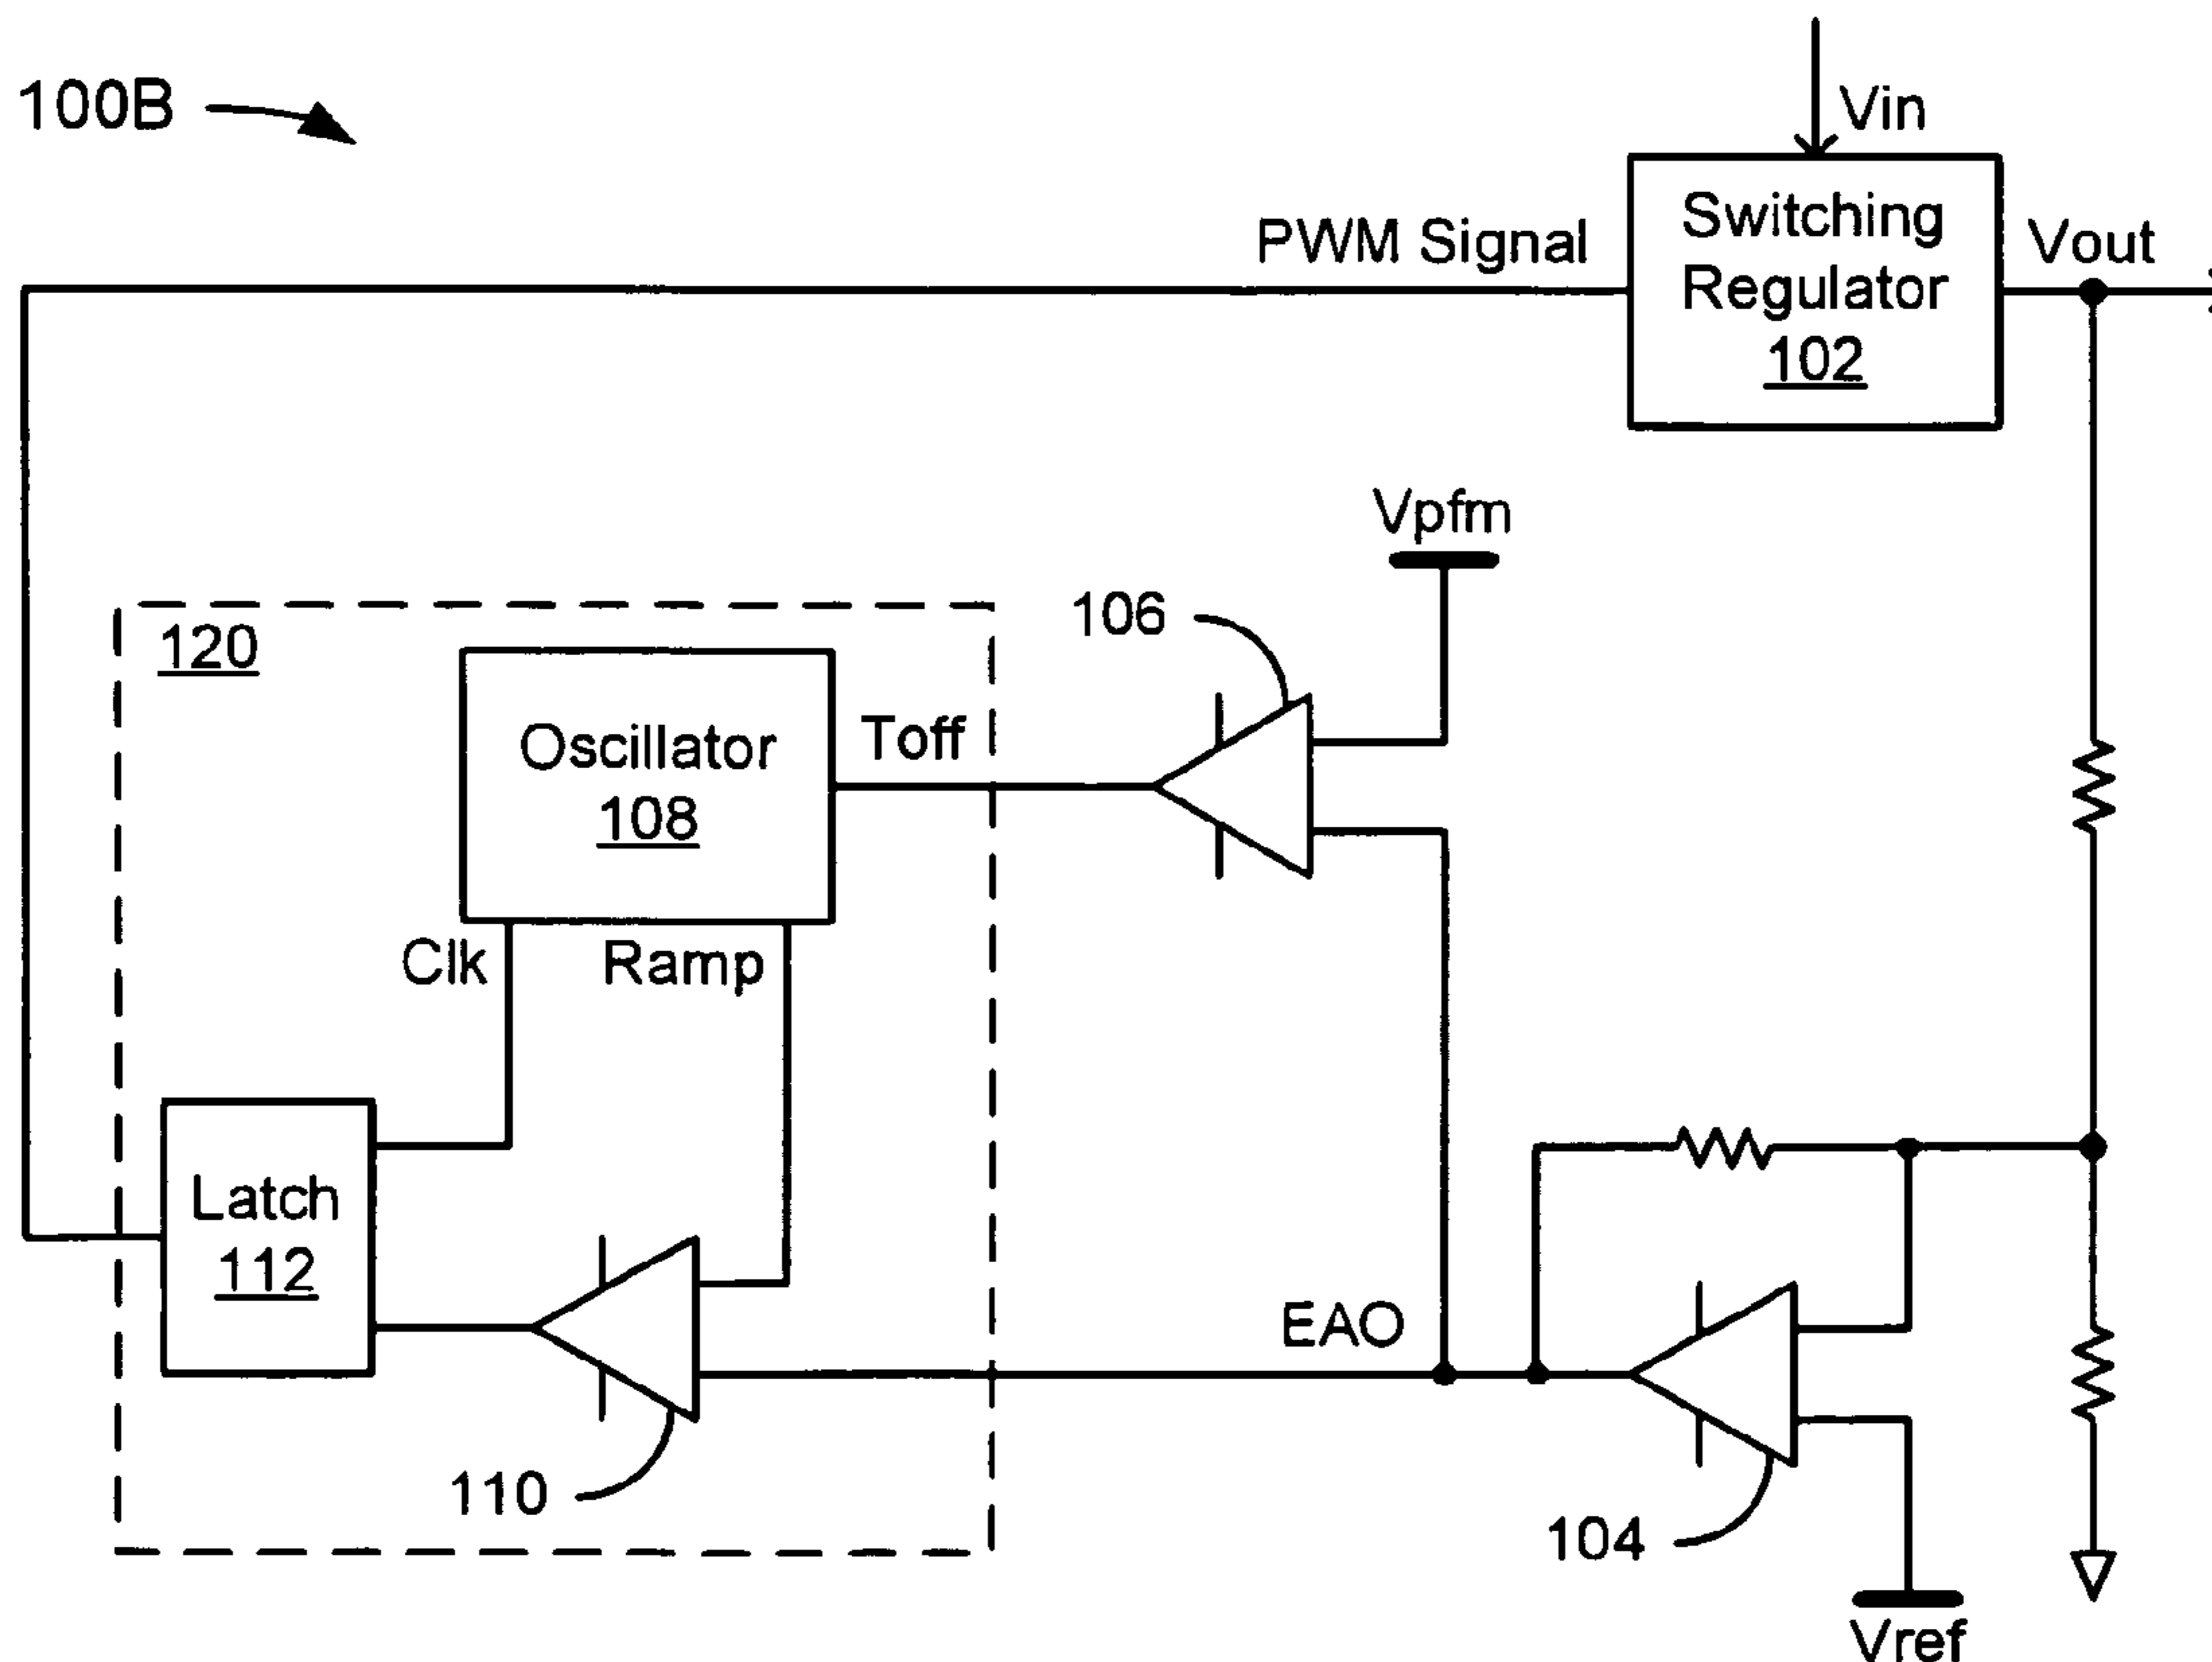 100B
Vin
Switching
Regulator
102
PWM Signal
Vout
Vpfm
106
120
Oscillator
108
Toff
Clk
Ramp
Latch
112
EAO
110
104
Vref